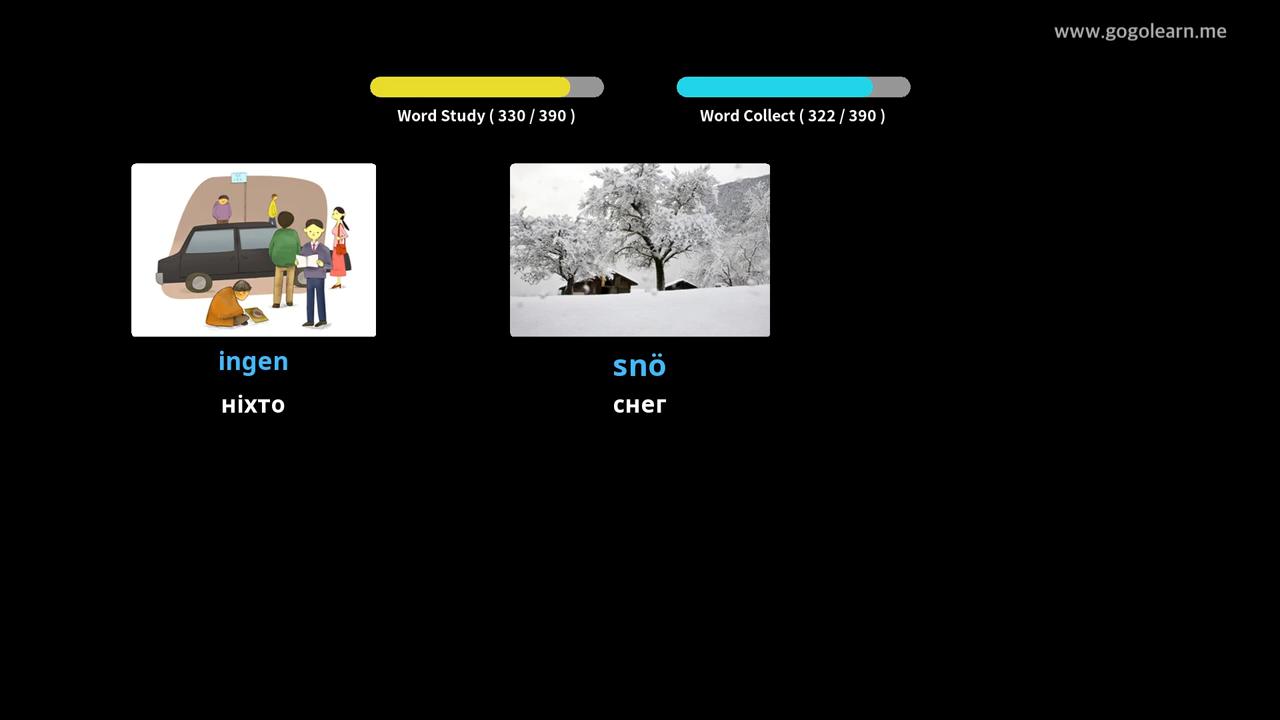 www.gogolearn.me
Word Study ( 330 / 390 )
Word Collect ( 322 / 390 )
ingen
snö
ніхто
снег